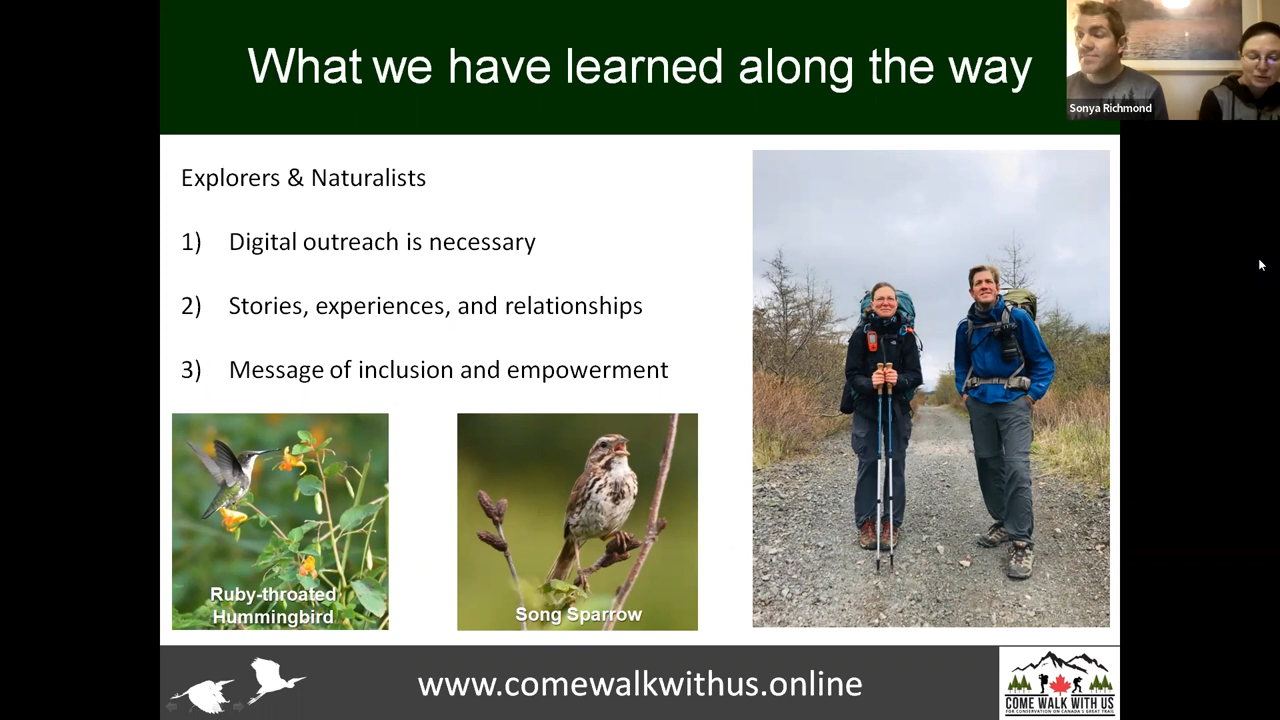 What we have learned along the way
Sonya Richmond
Explorers & Naturalists
1) Digital outreach is necessary
2) Stories, experiences, and relationships
3) Message of inclusion and empowerment
Ruby-throated
Hummingbird
Song Sparrow
www.comewalkwithus.online
COME WALK WITH US
FOR CONSERVATION ON CANADA'S GREAT TRAIL